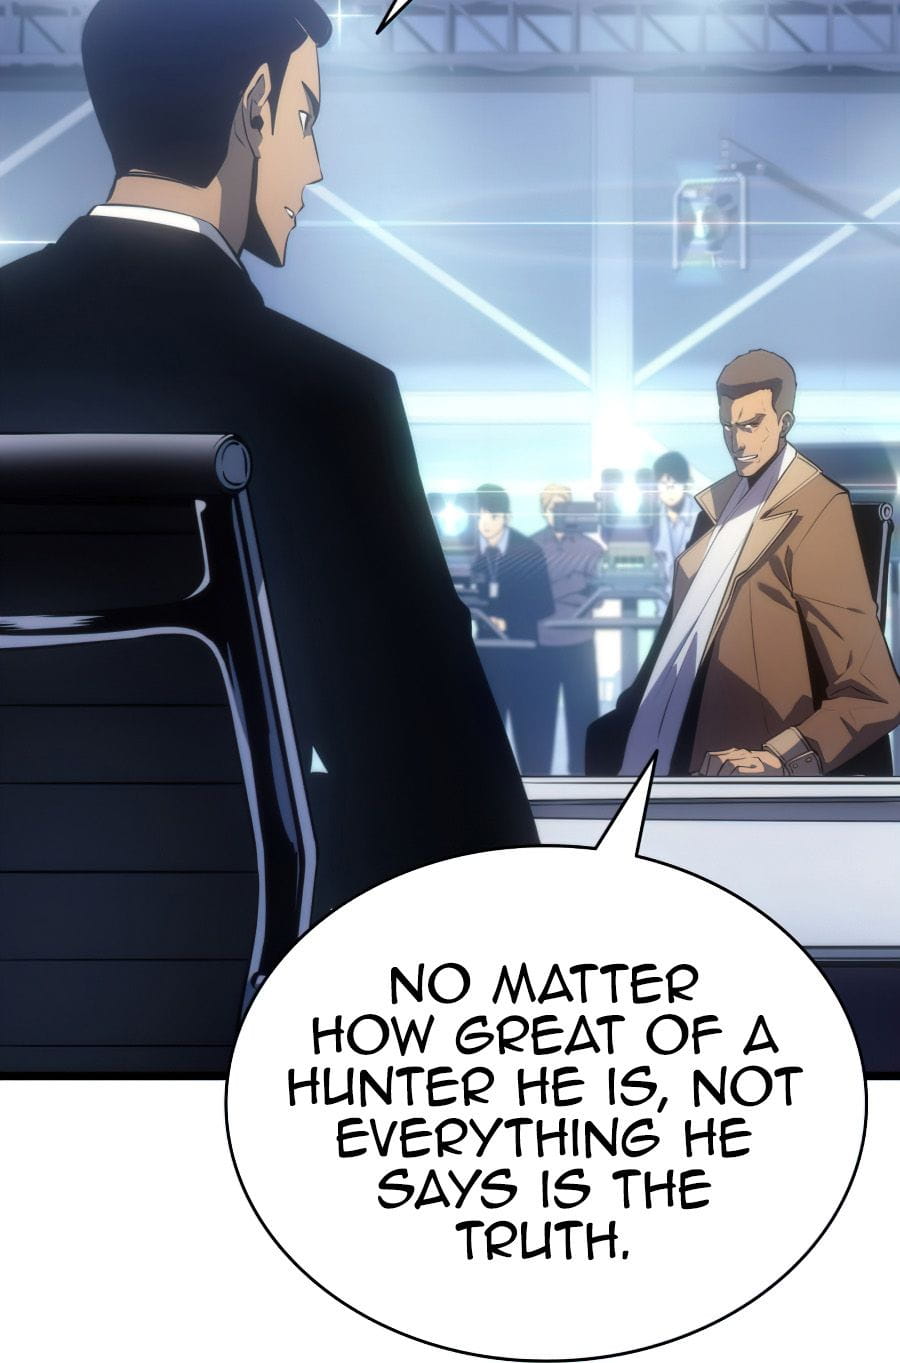 NO MATTER
HOW GREAT OF A
HUNTER HE IS, NOT
EVERYTHING HE
SAYS IS THE
TRUTH.